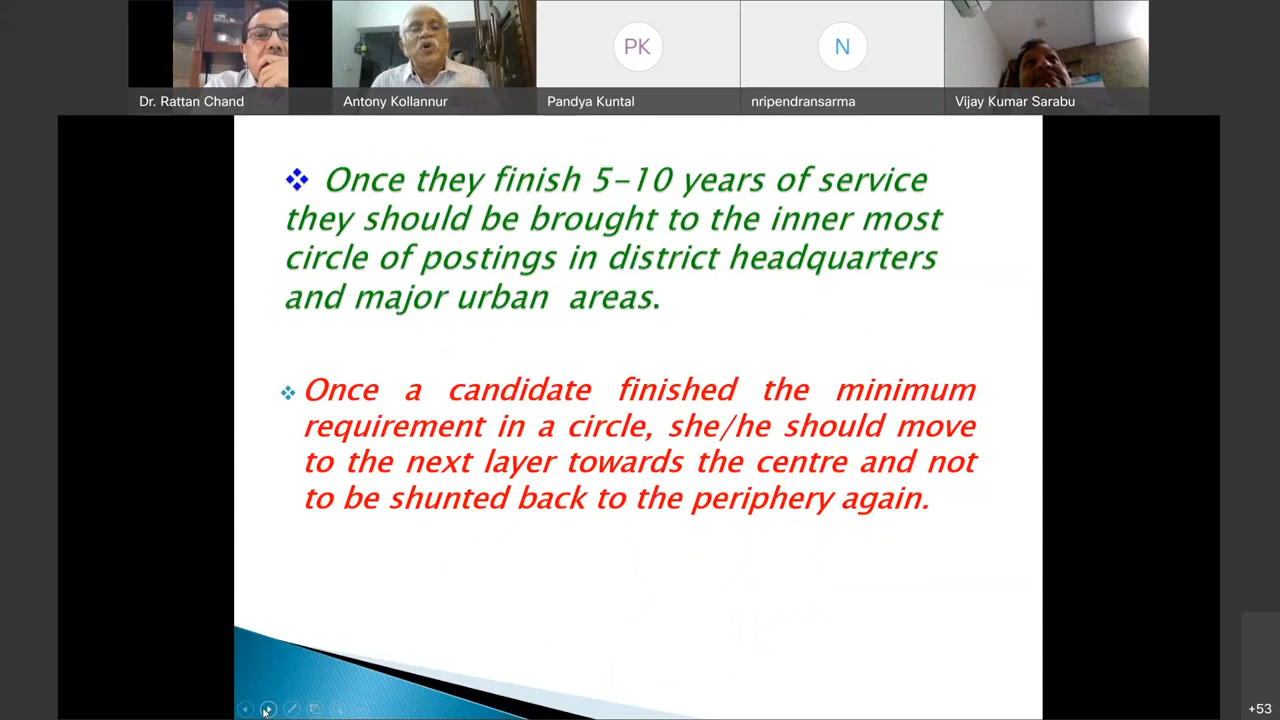 PK
N
Dr. Rattan Chand
Antony Kollannur
Pandya Kuntal
nripendransarma
Vijay Kumar Sarabu
Once they finish 5-10 years of service
they should be brought to the inner most
circle of postings in district headquarters
and major urban areas.
Once a candidate finished the minimum
requirement in a circle, she/he should move
to the next layer towards the centre and not
to be shunted back to the periphery again.
+53